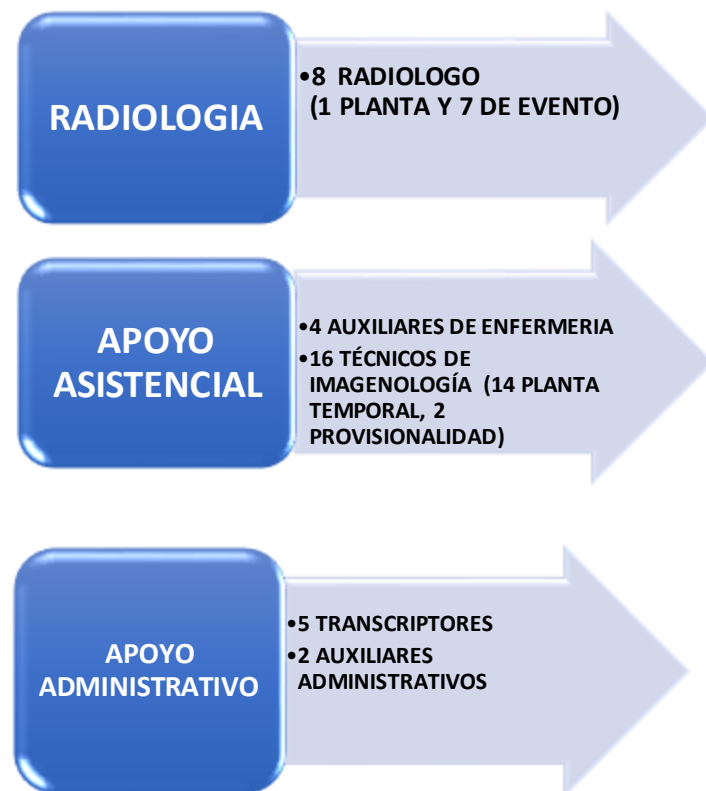 RADIOLOGIA
•8 RADIOLOGO
(1 PLANTA Y 7 DE EVENTO)
APOYO
ASISTENCIAL
•4 AUXILIARES DE ENFERMERIA
•16 TÉCNICOS DE
IMAGENOLOGÍA (14 PLANTA
TEMPORAL, 2
PROVISIONALIDAD)
APOYO
ADMINISTRATIVO
•5 TRANSCRIPTORES
•2 AUXILIARES
ADMINISTRATIVOS